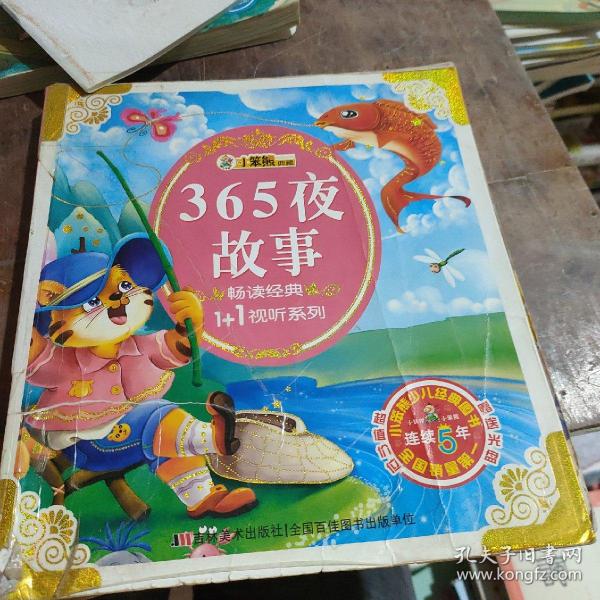 小笨熊典藏
365夜
故事
畅读经典
1+1视听系列
小笨熊少儿经典图书
连续5年
全国销量
超值
吉林美术出版社 全国百佳图书出版单位
孔夫子旧书网
www.kongfz.com